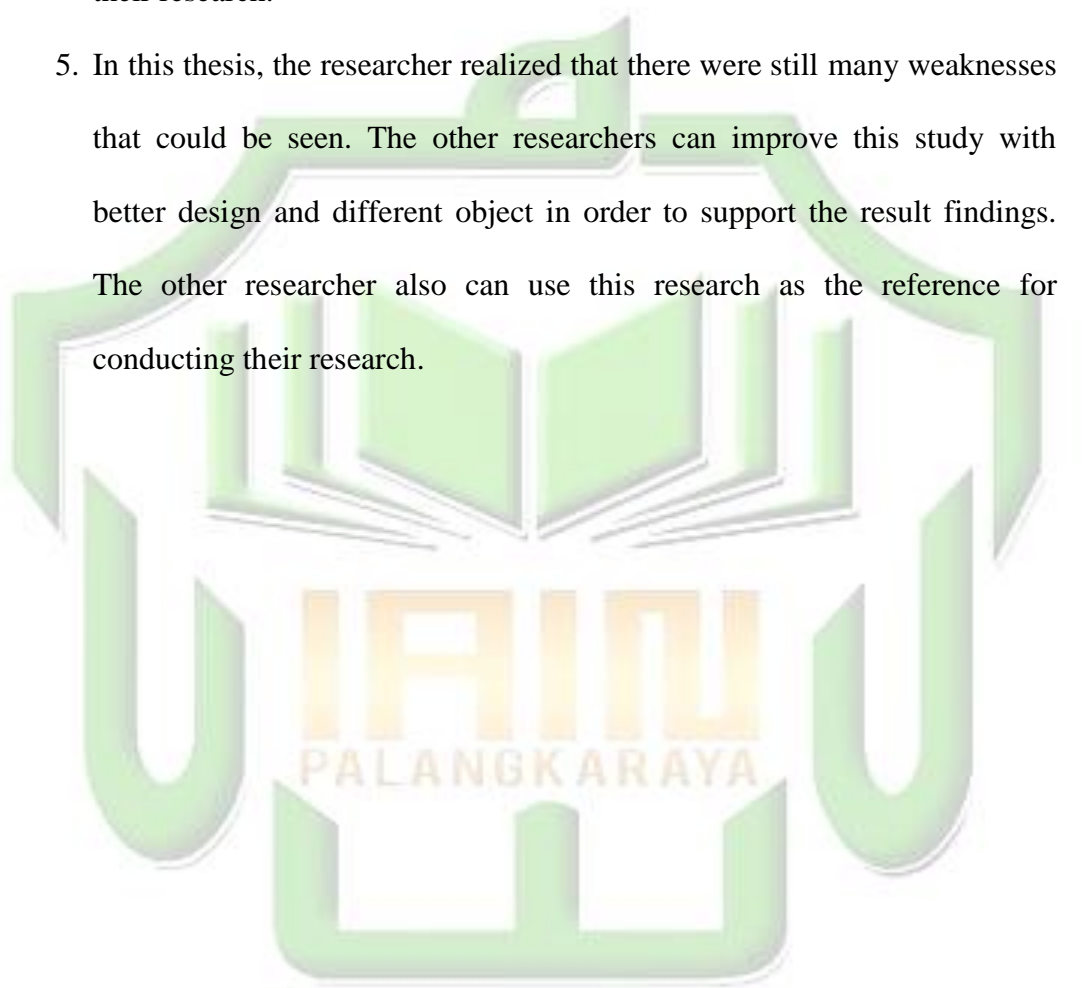 their research.
5. In this thesis, the researcher realized that there were still many weaknesses
that could be seen. The other researchers can improve this study with
better design and different object in order to support the result findings.
The other researcher also can use this research as the reference for
conducting their research.
IAIN
PALANGKARAYA